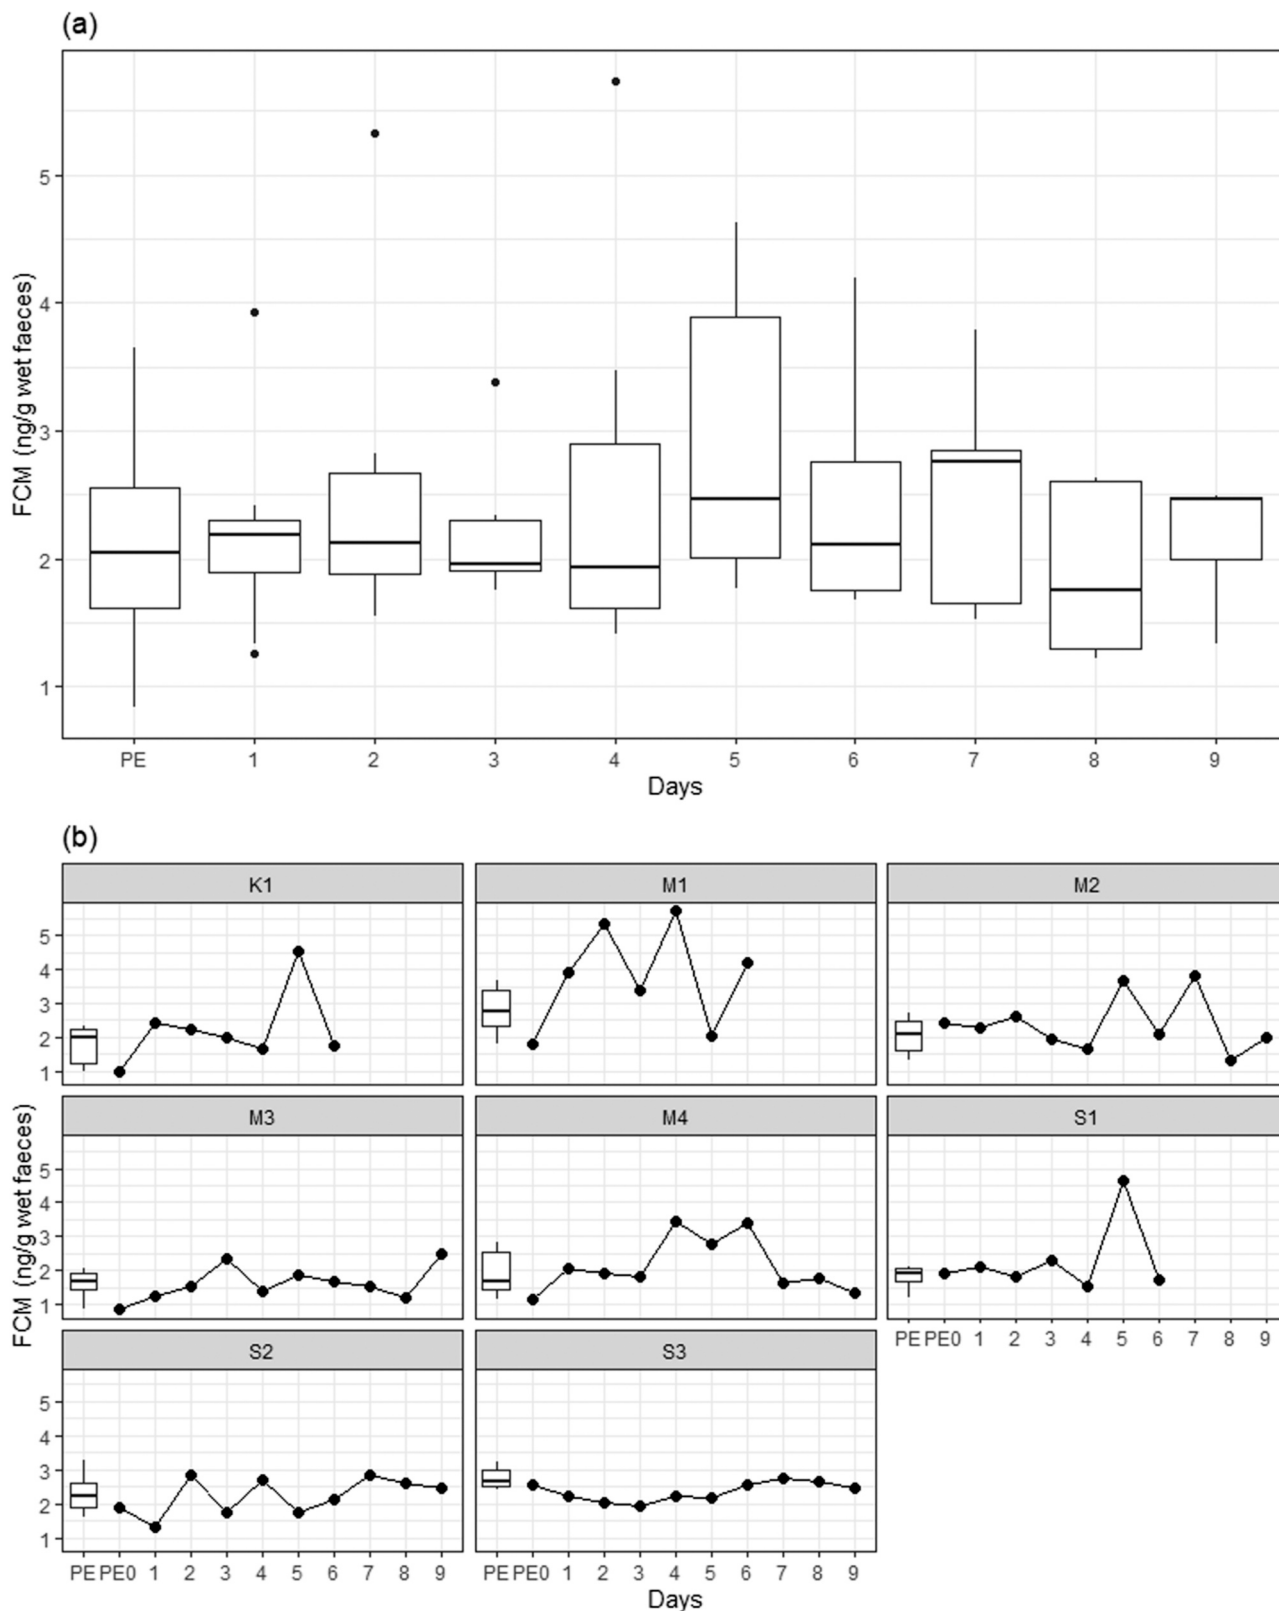 (a)
FCM (ng/g wet faeces)
5
4
3
2
1
PE 1 2 3 4 5 6 7 8 9
Days
(b)
K1 M1 M2
5
4
3
2
1
FCM (ng/g wet faeces)
M3 M4 S1
5
4
3
2
1
PE PE0 1 2 3 4 5 6 7 8 9
S2 S3
5
4
3
2
1
PE PE0 1 2 3 4 5 6 7 8 9 PE PE0 1 2 3 4 5 6 7 8 9
Days